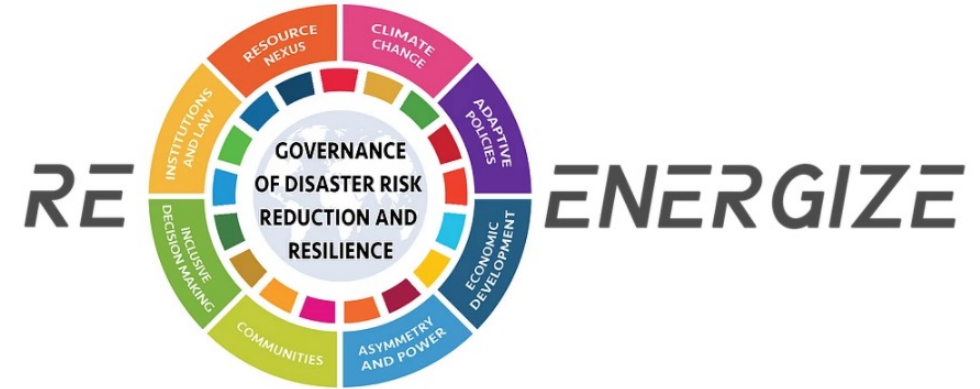 RE
ENERGIZE
GOVERNANCE
OF DISASTER RISK
REDUCTION AND
RESILIENCE
RESOURCE
NEXUS
CLIMATE
CHANGE
ADAPTIVE
POLICIES
ECONOMIC
DEVELOPMENT
ASYMMETRY
AND POWER
COMMUNITIES
INCLUSIVE
DECISION MAKING
INSTITUTIONS
AND LAW